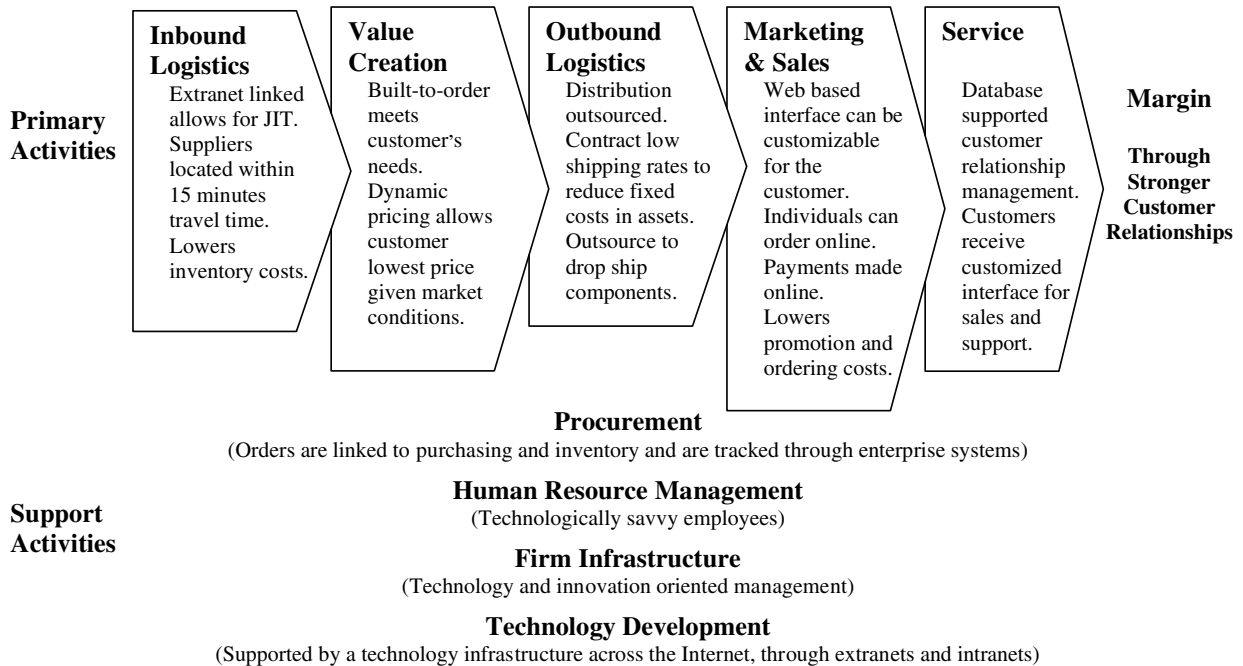 Primary
Activities
Inbound
Logistics
Extranet linked
allows for JIT.
Suppliers
located within
15 minutes
travel time.
Lowers
inventory costs.
Value
Creation
Built-to-order
meets
customer’s
needs.
Dynamic
pricing allows
customer
lowest price
given market
conditions.
Outbound
Logistics
Distribution
outsourced.
Contract low
shipping rates to
reduce fixed
costs in assets.
Outsource to
drop ship
components.
Marketing
& Sales
Web based
interface can be
customizable
for the
customer.
Individuals can
order online.
Payments made
online.
Lowers
promotion and
ordering costs.
Service
Database
supported
customer
relationship
management.
Customers
receive
customized
interface for
sales and
support.
Margin
Through
Stronger
Customer
Relationships
Support
Activities
Procurement
(Orders are linked to purchasing and inventory and are tracked through enterprise systems)
Human Resource Management
(Technologically savvy employees)
Firm Infrastructure
(Technology and innovation oriented management)
Technology Development
(Supported by a technology infrastructure across the Internet, through extranets and intranets)